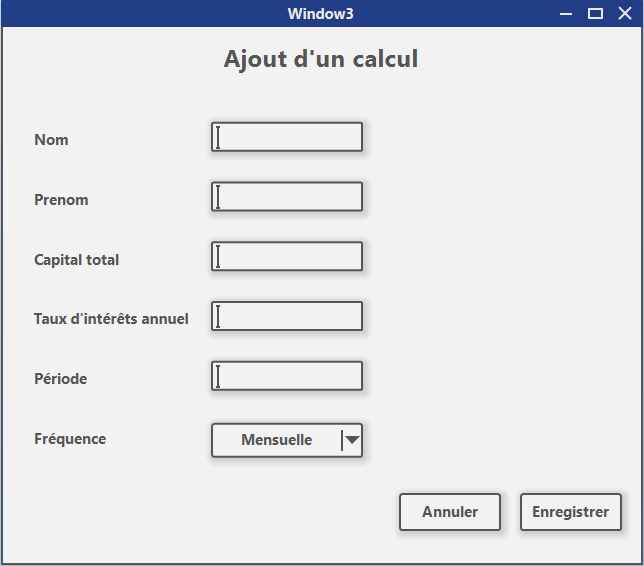 Window3
Ajout d'un calcul
Nom
Prenom
Capital total
Taux d'intérêts annuel
Période
Fréquence Mensuelle
Annuler Enregistrer